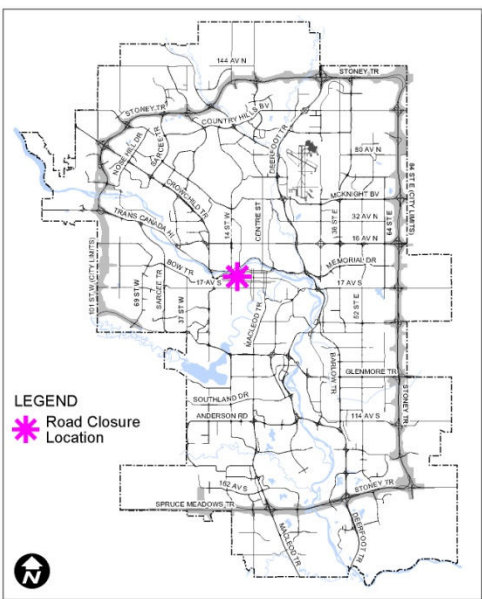 144 AV N
STONEY TR
STONEY TR
COUNTRY HILLS BV
NOSE HILL DR
SARCEE TR
DEERFOOT TR
80 AV N
CROWCHILD TR
14 ST W
CENTRE ST
MCKNIGHT BV
36 ST E
32 AV N
64 ST E
84 ST E (CITY LIMITS)
TRANS CANADA HI
16 AV N
BOW TR
MEMORIAL DR
17 AV S
17 AV S
101 ST W (CITY LIMITS)
69 ST W
SARCEE TR
37 ST W
MACLEOD TR
52 ST E
BARLOW TR
GLENMORE TR
STONEY TR
LEGEND
Road Closure
Location
SOUTHLAND DR
ANDERSON RD
114 AV S
162 AV S
STONEY TR
SPRUCE MEADOWS TR
MACLEOD TR
DEERFOOT TR
N